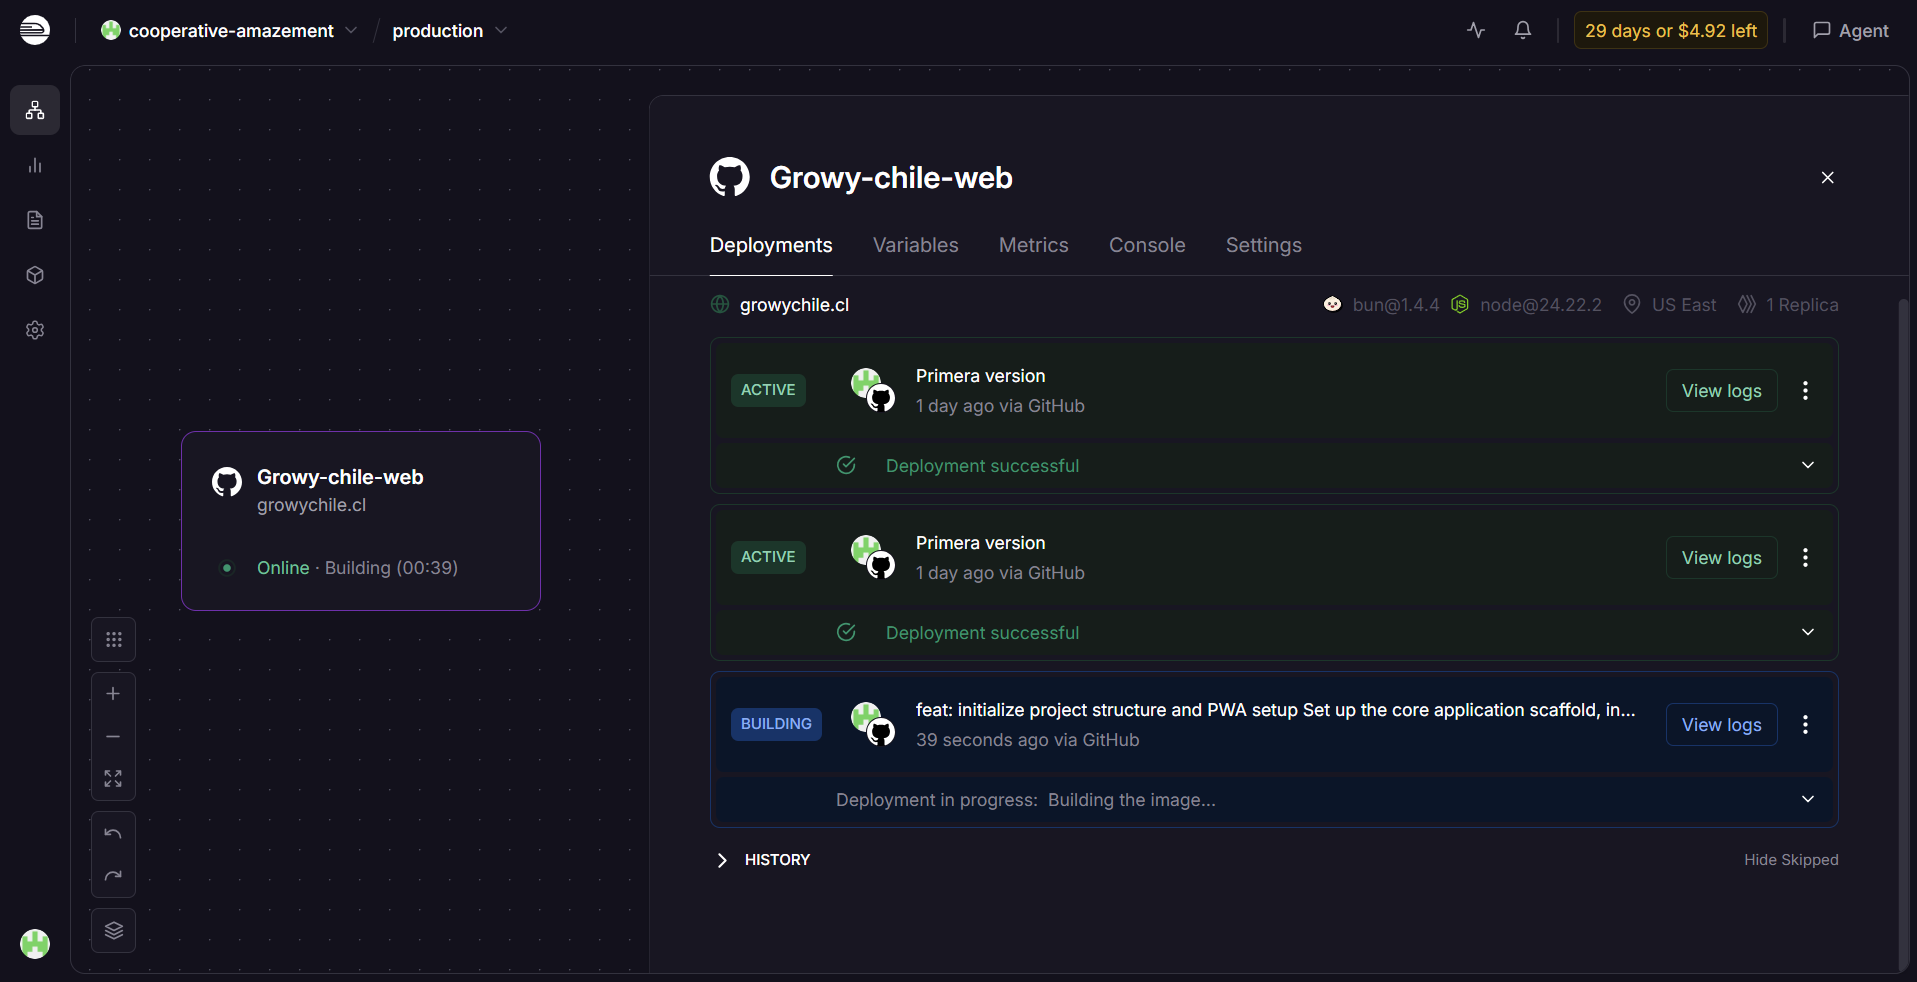 cooperative-amazement
production
29 days or $4.92 left
Agent
Growy-chile-web
Deployments
Variables
Metrics
Console
Settings
growychile.cl
bun@1.4.4
node@24.22.2
US East
1 Replica
ACTIVE
Primera version
1 day ago via GitHub
View logs
Deployment successful
ACTIVE
Primera version
1 day ago via GitHub
View logs
Deployment successful
BUILDING
feat: initialize project structure and PWA setup Set up the core application scaffold, in...
39 seconds ago via GitHub
View logs
Deployment in progress: Building the image...
HISTORY
Hide Skipped
Growy-chile-web
growychile.cl
Online · Building (00:39)